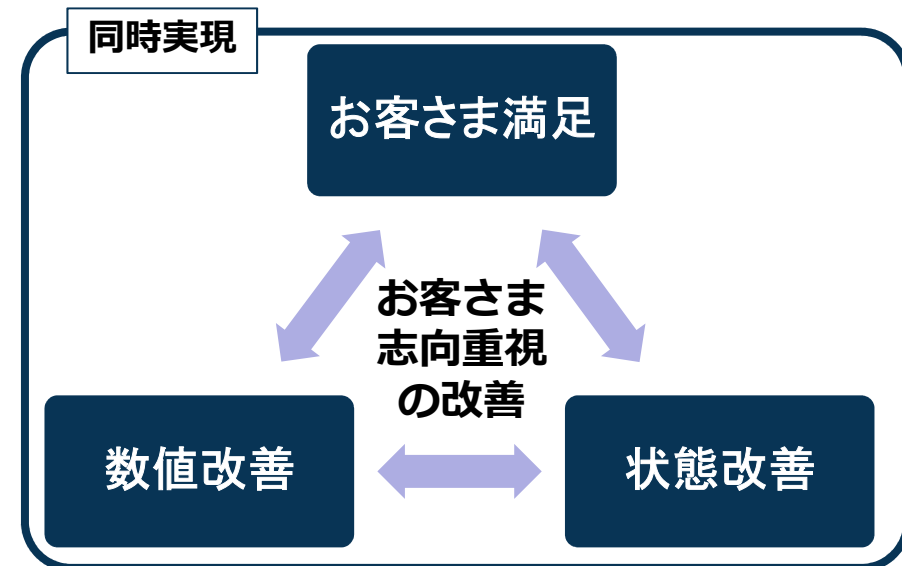 同時実現
お客さま満足
お客さま
志向重視
の改善
数値改善
状態改善